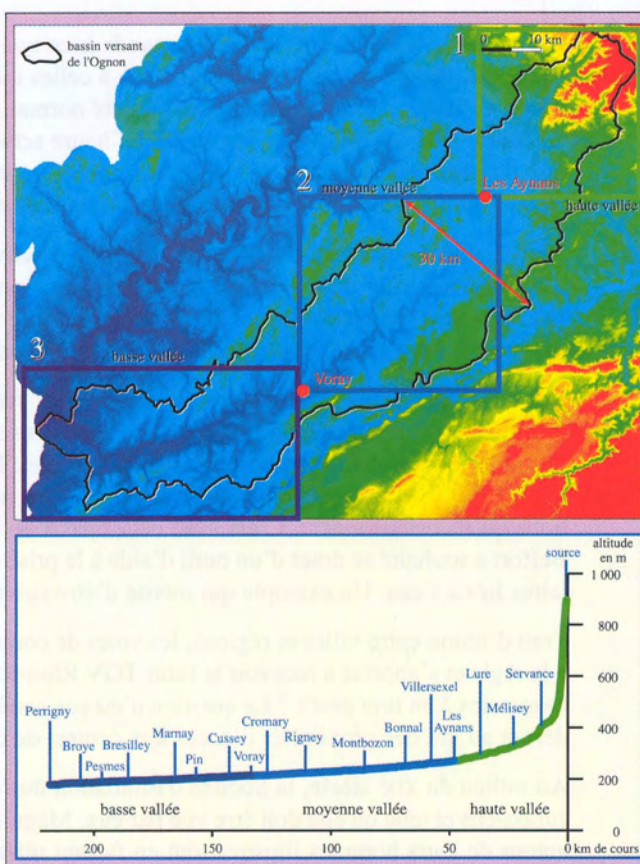 bassin versant
de l'Ognon
1
0 10 km
2
moyenne vallée
Les Aynans
haute vallée
30 km
3
basse vallée
Voray
altitude
en m
source
1 000
800
600
400
200
0
Perrigny
Broye
Pesmes
Bresilley
Marnay
Pin
Cussey
Voray
Cromary
Rigney
Montbozon
Bonnal
Villersexel
Les
Aynans
Lure
Mélisey
Servance
basse vallée
moyenne vallée
haute vallée
200
150
100
50
0 km de cours